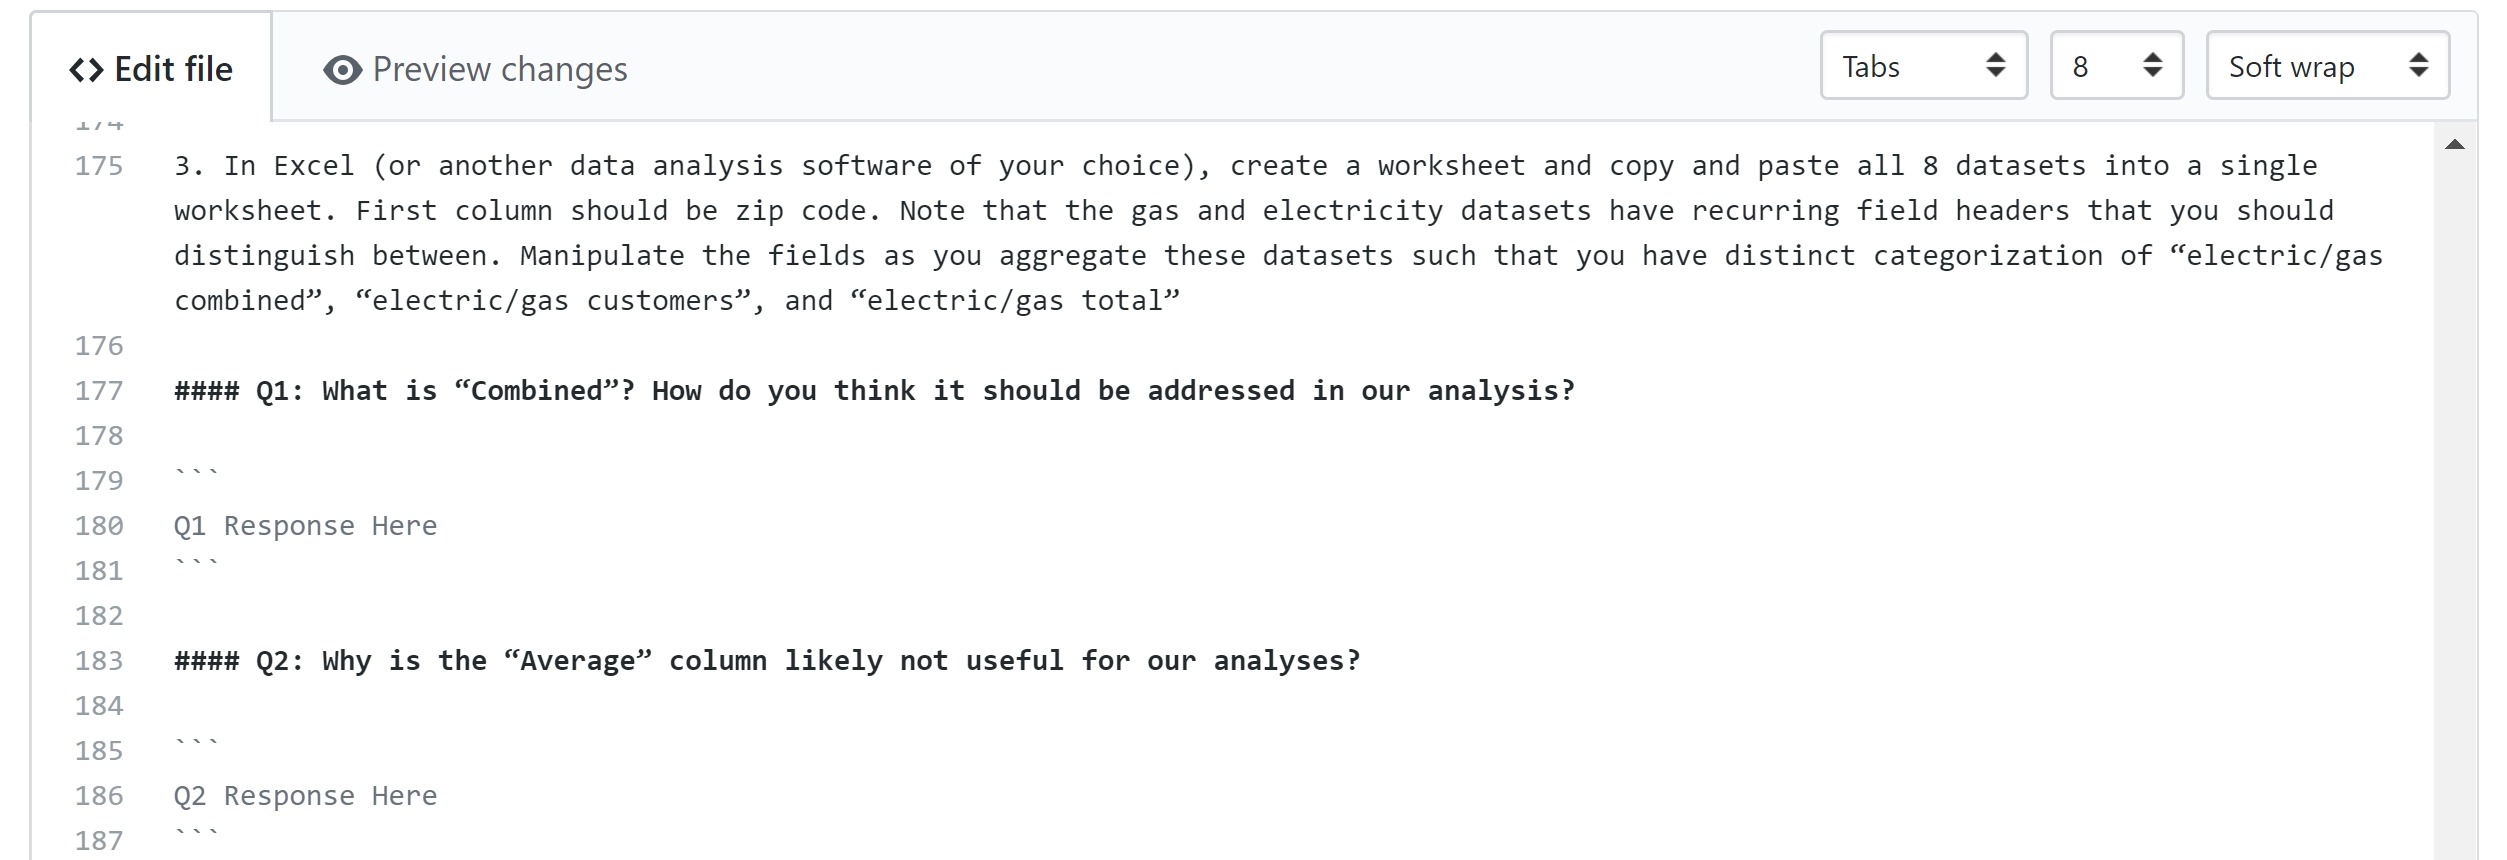 Edit file
Preview changes
Tabs
8
Soft wrap
174
175 3. In Excel (or another data analysis software of your choice), create a worksheet and copy and paste all 8 datasets into a single
worksheet. First column should be zip code. Note that the gas and electricity datasets have recurring field headers that you should
distinguish between. Manipulate the fields as you aggregate these datasets such that you have distinct categorization of “electric/gas
combined”, “electric/gas customers”, and “electric/gas total”
176
177 #### Q1: What is “Combined”? How do you think it should be addressed in our analysis?
178
179 ```
180 Q1 Response Here
181 ```
182
183 #### Q2: Why is the “Average” column likely not useful for our analyses?
184
185 ```
186 Q2 Response Here
187 ```